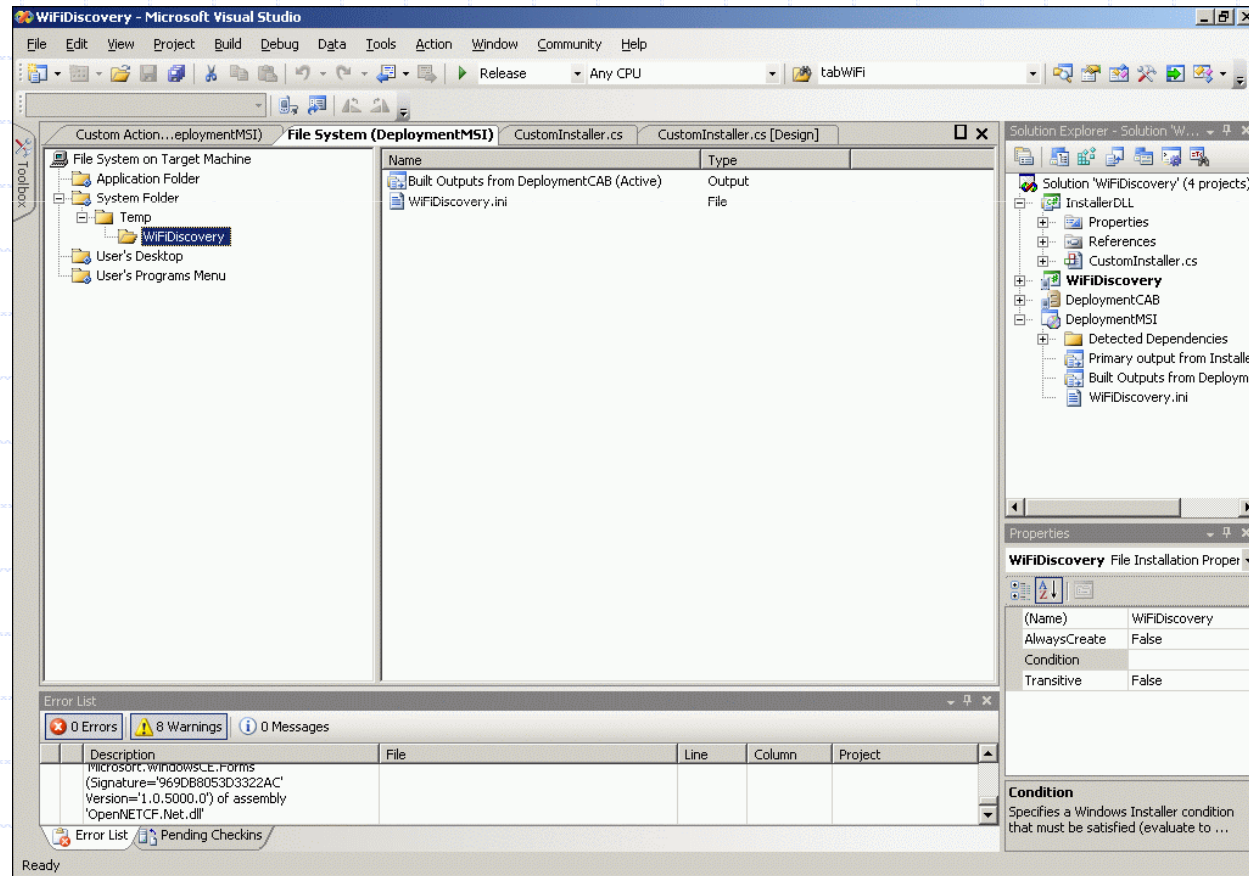 WiFiDiscovery - Microsoft Visual Studio
File Edit View Project Build Debug Data Tools Action Window Community Help
Release Any CPU tabWiFi
Custom Action...eploymentMSI) File System (DeploymentMSI) CustomInstaller.cs CustomInstaller.cs [Design]
Toolbox
File System on Target Machine
Application Folder
System Folder
Temp
WiFiDiscovery
User's Desktop
User's Programs Menu
Name Type
Built Outputs from DeploymentCAB (Active) Output
WiFiDiscovery.ini File
Solution Explorer - Solution 'W...
Solution 'WiFiDiscovery' (4 projects)
InstallerDLL
Properties
References
CustomInstaller.cs
WiFiDiscovery
DeploymentCAB
DeploymentMSI
Detected Dependencies
Primary output from Installe
Built Outputs from Deploym
WiFiDiscovery.ini
Properties
WiFiDiscovery File Installation Proper
(Name) WiFiDiscovery
AlwaysCreate False
Condition
Transitive False
Condition
Specifies a Windows Installer condition
that must be satisfied (evaluate to ...
Error List
0 Errors 8 Warnings 0 Messages
Description File Line Column Project
Microsoft.WindowsCE.Forms
(Signature='969DB8053D3322AC'
Version='1.0.5000.0') of assembly
'OpenNETCF.Net.dll'
Error List Pending Checkins
Ready